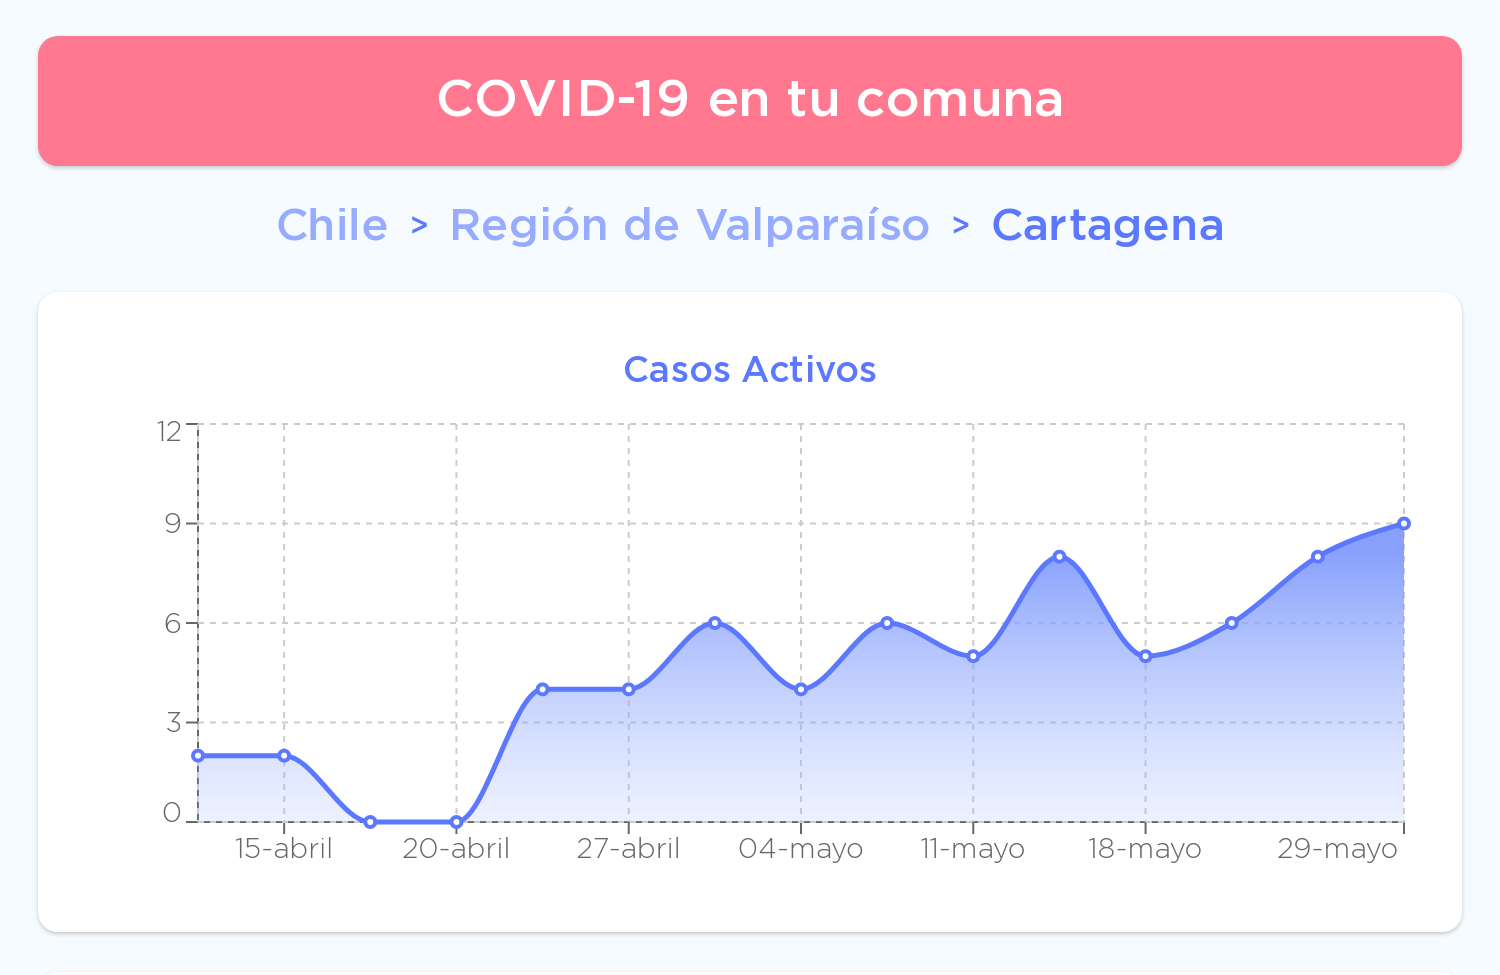 COVID-19 en tu comuna
Chile > Región de Valparaíso > Cartagena
Casos Activos
12
9
6
3
0
15-abril 20-abril 27-abril 04-mayo 11-mayo 18-mayo 29-mayo